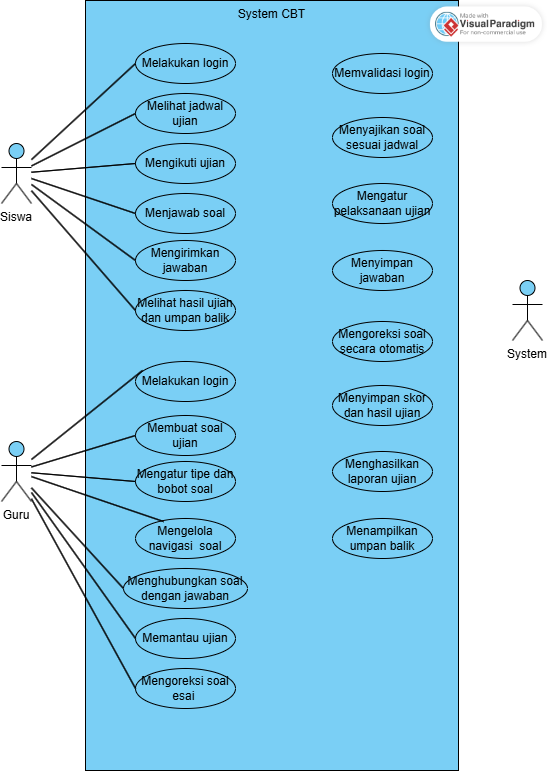 System CBT
Made with
Visual Paradigm
For non-commercial use
Melakukan login
Melihat jadwal
ujian
Mengikuti ujian
Menjawab soal
Mengirimkan
jawaban
Melihat hasil ujian
dan umpan balik
Siswa
Melakukan login
Membuat soal
ujian
Mengatur tipe dan
bobot soal
Mengelola
navigasi soal
Menghubungkan soal
dengan jawaban
Memantau ujian
Mengoreksi soal
esai
Guru
Memvalidasi login
Menyajikan soal
sesuai jadwal
Mengatur
pelaksanaan ujian
Menyimpan
jawaban
Mengoreksi soal
secara otomatis
Menyimpan skor
dan hasil ujian
Menghasilkan
laporan ujian
Menampilkan
umpan balik
System